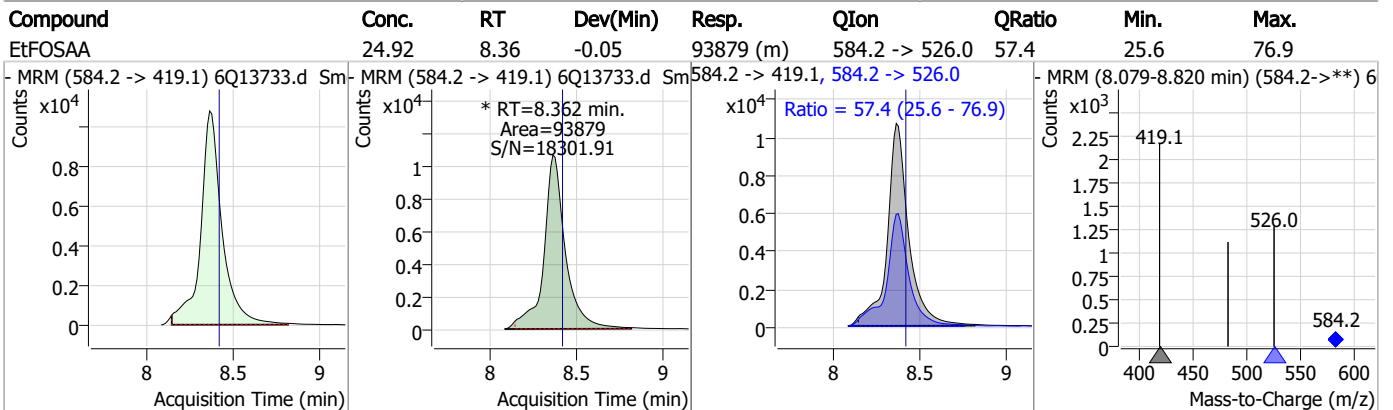 Compound Conc. RT Dev(Min) Resp. QIon QRatio Min. Max.
EtFOSAA 24.92 8.36 -0.05 93879 (m) 584.2 -> 526.0 57.4 25.6 76.9
- MRM (584.2 -> 419.1) 6Q13733.d Sm
Counts
x10⁴
0.8
0.6
0.4
0.2
0
8 8.5 9
Acquisition Time (min)
- MRM (584.2 -> 419.1) 6Q13733.d Sm
Counts
x10⁴
* RT=8.362 min.
Area=93879
S/N=18301.91
1
0.8
0.6
0.4
0.2
0
8 8.5 9
Acquisition Time (min)
584.2 -> 419.1, 584.2 -> 526.0
x10⁴
Ratio = 57.4 (25.6 - 76.9)
1
0.8
0.6
0.4
0.2
0
8 8.5 9
Acquisition Time (min)
- MRM (8.079-8.820 min) (584.2->**) 6
Counts
x10³
2.25
2
1.75
1.5
1.25
1
0.75
0.5
0.25
0
419.1
526.0
584.2
400 450 500 550 600
Mass-to-Charge (m/z)